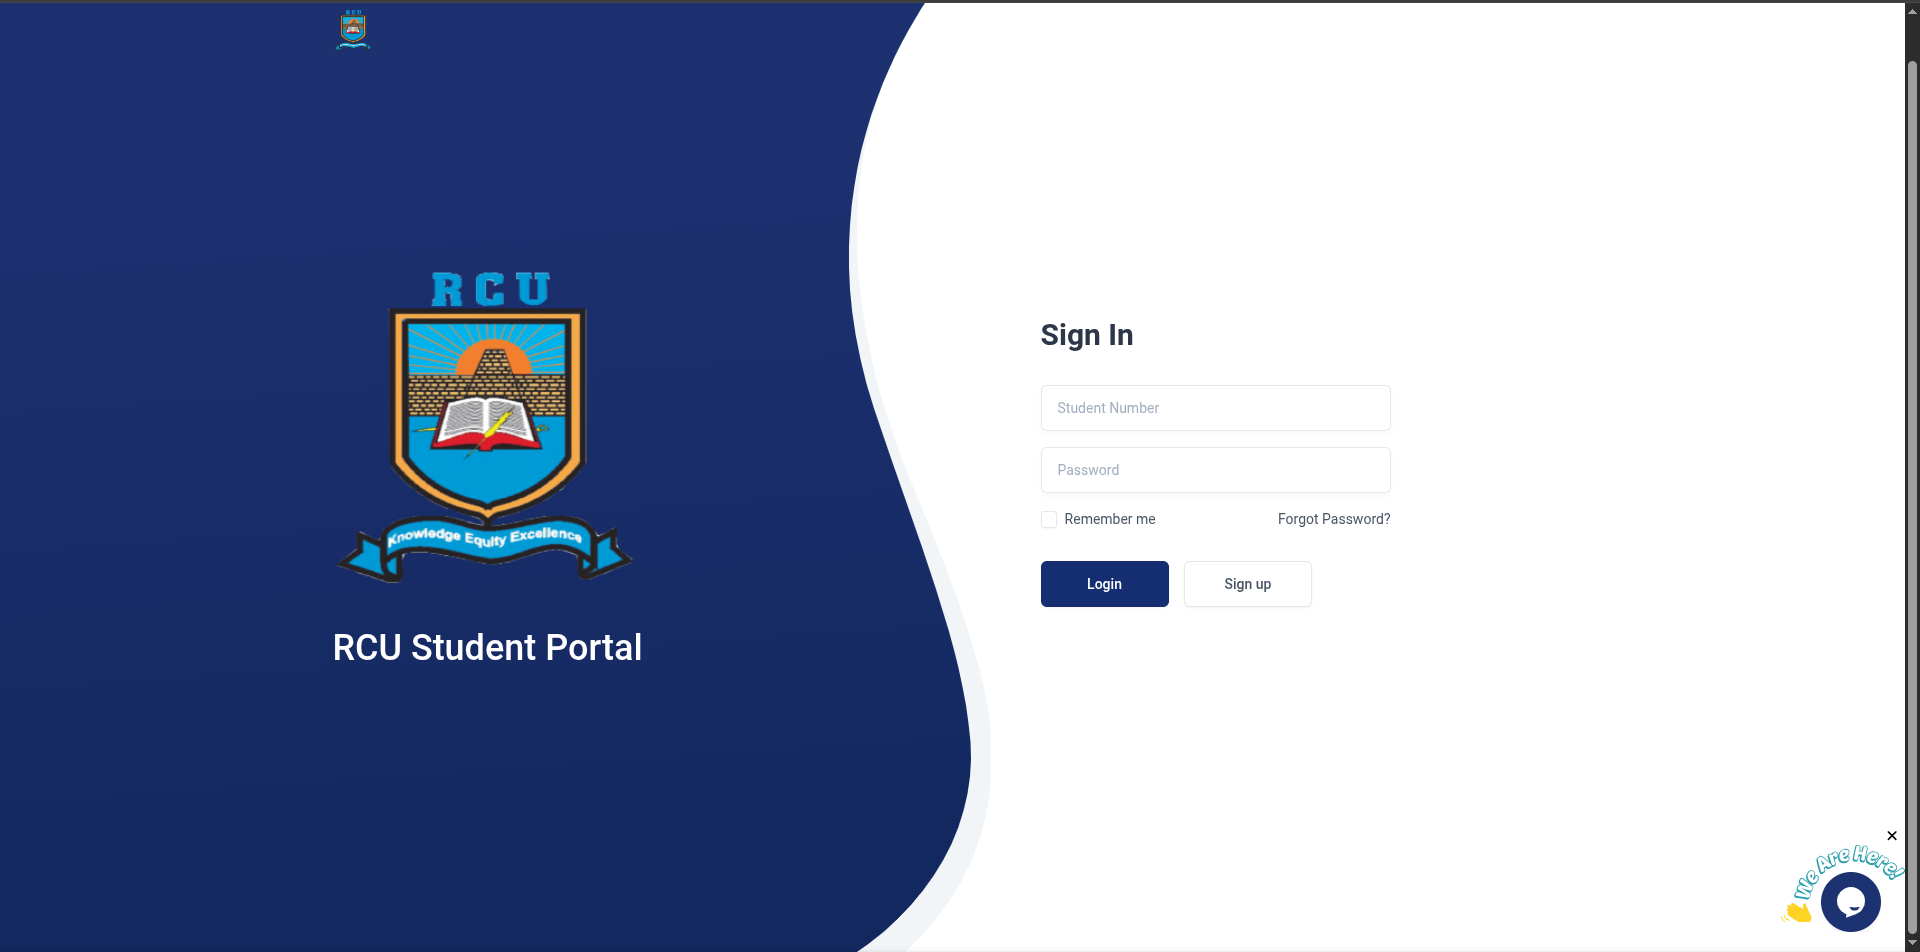 RCU
RCU
Knowledge Equity Excellence
RCU Student Portal
Sign In
Student Number
Password
Remember me
Forgot Password?
Login
Sign up
We Are Here!